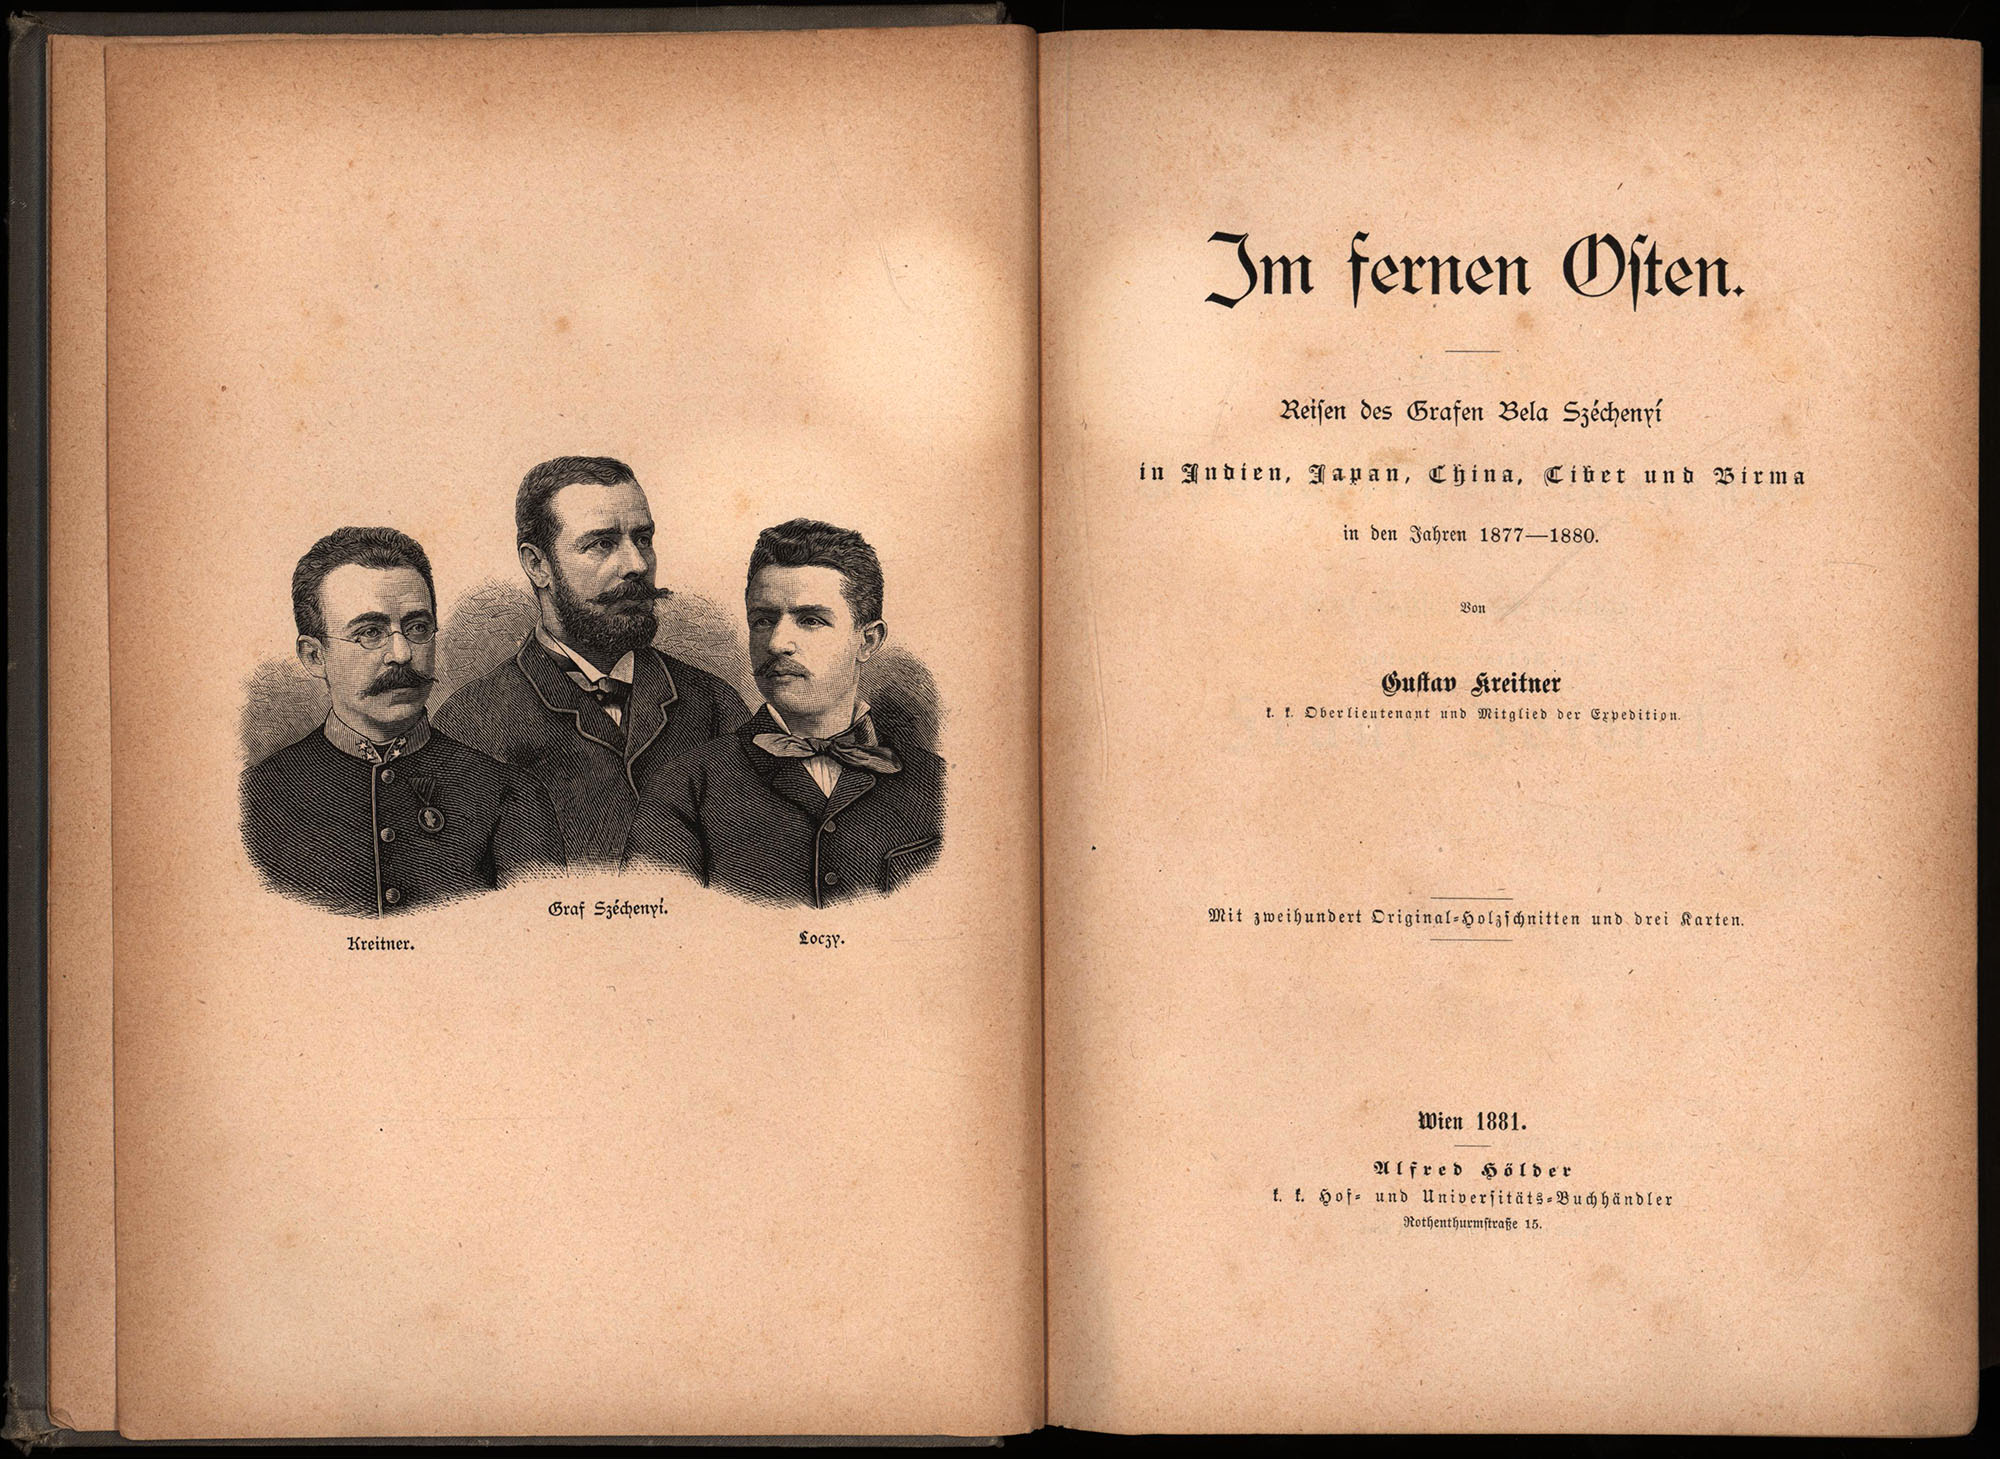 Kreitner.
Graf Széchenyí.
Loczy.
Im fernen Oſten.
Reiſen des Grafen Bela Széchenyí
in Indien, Japan, China, Tibet und Birma
in den Jahren 1877—1880.
Von
Guſtav Kreitner
k. k. Oberlieutenant und Mitglied der Expedition.
Mit zweihundert Original-Holzſchnitten und drei Karten.
Wien 1881.
Alfred Hölder
k. k. Hof- und Univerſitäts-Buchhändler
Rothenthurmſtraße 15.